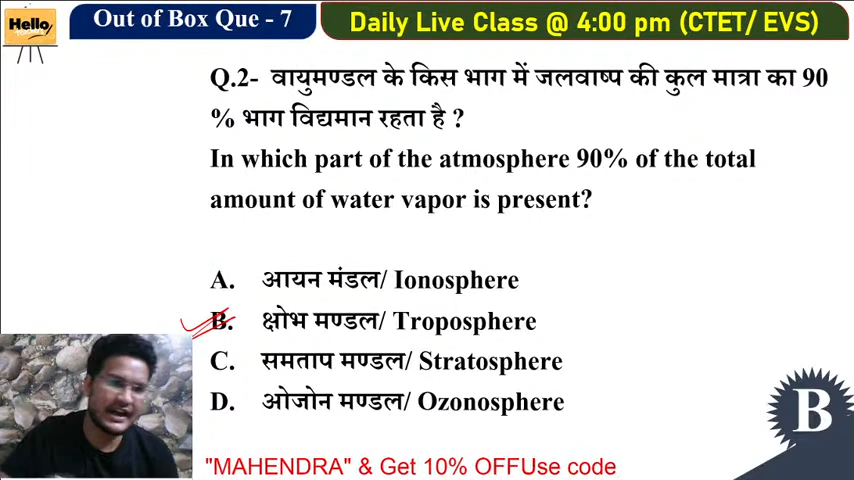 Hello
Out of Box Que - 7
Daily Live Class @ 4:00 pm (CTET/ EVS)
Q.2- वायुमण्डल के किस भाग में जलवाष्प की कुल मात्रा का 90
% भाग विद्यमान रहता है ?
In which part of the atmosphere 90% of the total
amount of water vapor is present?
A. आयन मंडल/ Ionosphere
B. क्षोभ मण्डल/ Troposphere
C. समताप मण्डल/ Stratosphere
D. ओजोन मण्डल/ Ozonosphere
B
"MAHENDRA" & Get 10% OFFUse code